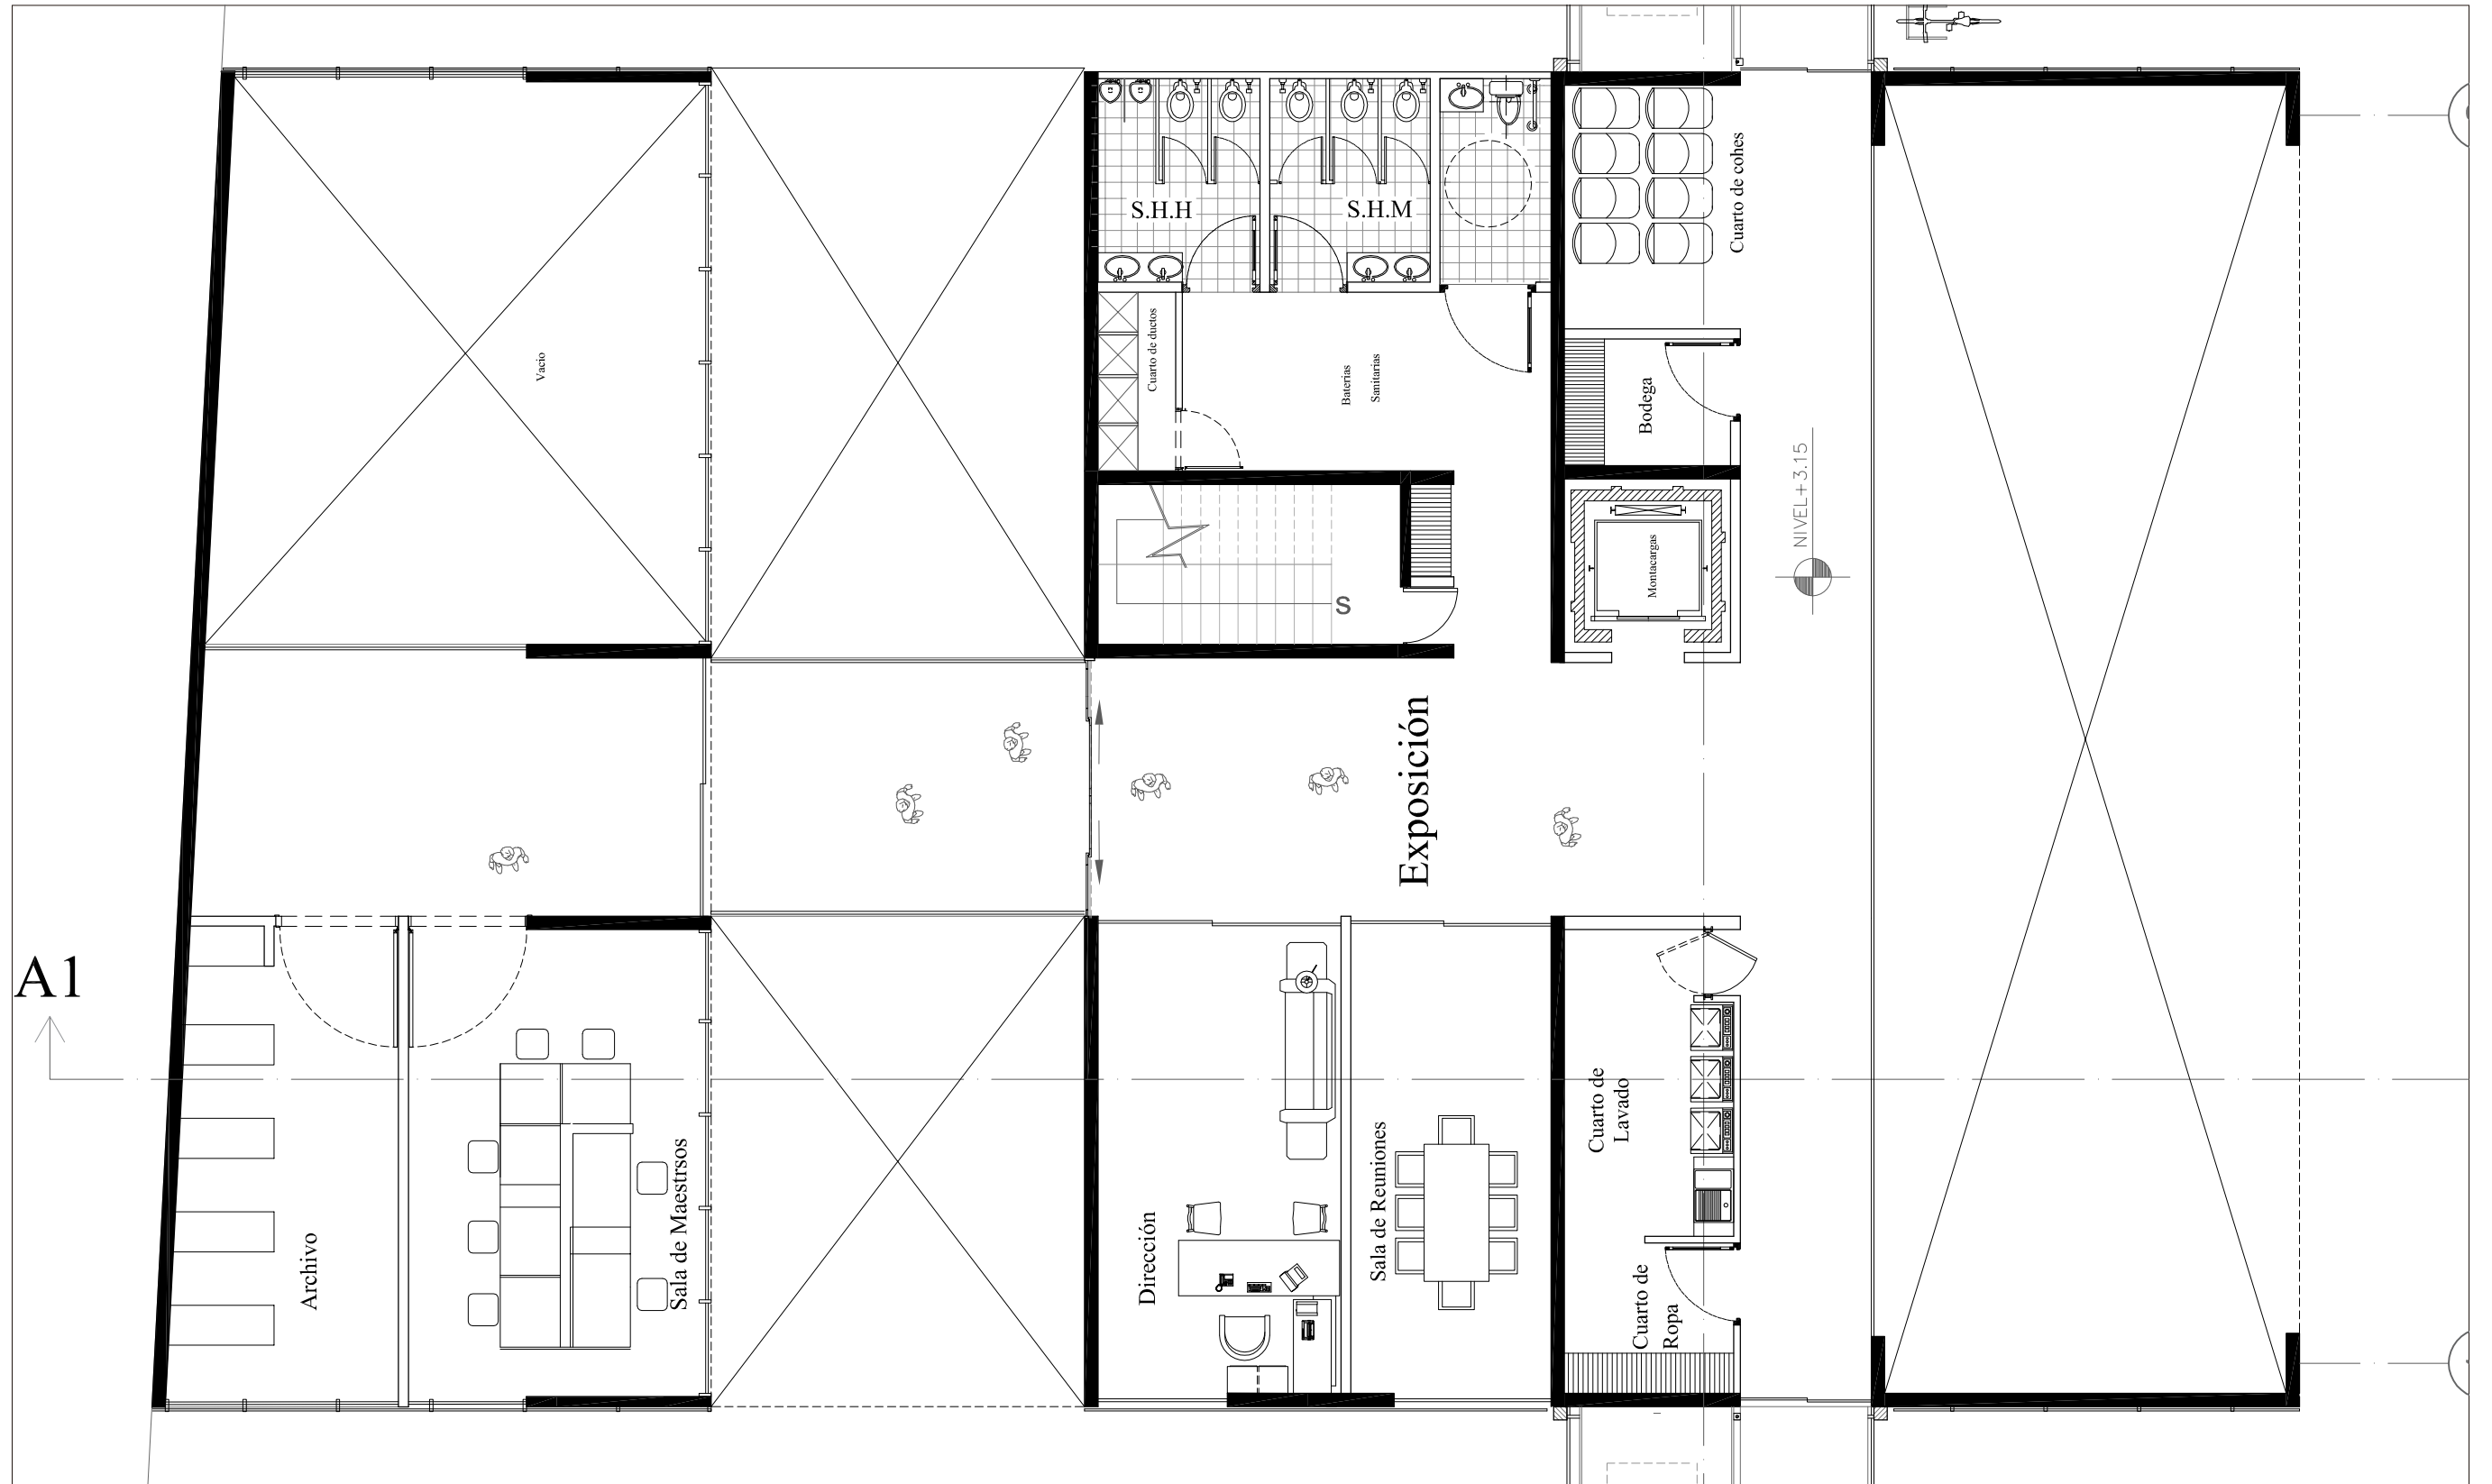 S.H.H
S.H.M
Cuarto de cohes
Vacio
Cuarto de ductos
Baterias
Sanitarias
Bodega
NIVEL+3.15
Montacargas
S
Exposición
A1
Archivo
Sala de Maestrsos
Dirección
Sala de Reuniones
Cuarto de
Lavado
Cuarto de
Ropa